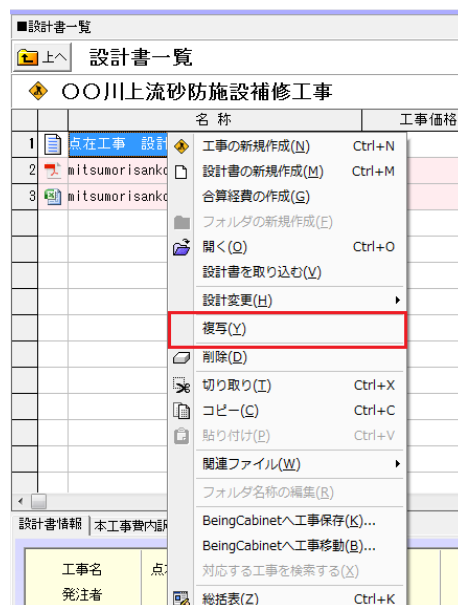 ■設計書一覧
上へ 設計書一覧
〇〇川上流砂防施設補修工事
名 称 工事価格
1 点在工事 設計
2 mitsumorisanko
3 mitsumorisanko
工事の新規作成(N) Ctrl+N
設計書の新規作成(M) Ctrl+M
合算経費の作成(G)
フォルダの新規作成(F)
開く(O) Ctrl+O
設計書を取り込む(V)
設計変更(H)
複写(Y)
削除(D)
切り取り(T) Ctrl+X
コピー(C) Ctrl+C
貼り付け(P) Ctrl+V
関連ファイル(W)
フォルダ名称の編集(R)
BeingCabinetへ工事保存(K)...
BeingCabinetへ工事移動(B)...
対応する工事を検索する(X)
総括表(Z) Ctrl+K
設計書情報 本工事費内訳
工事名 点
発注者